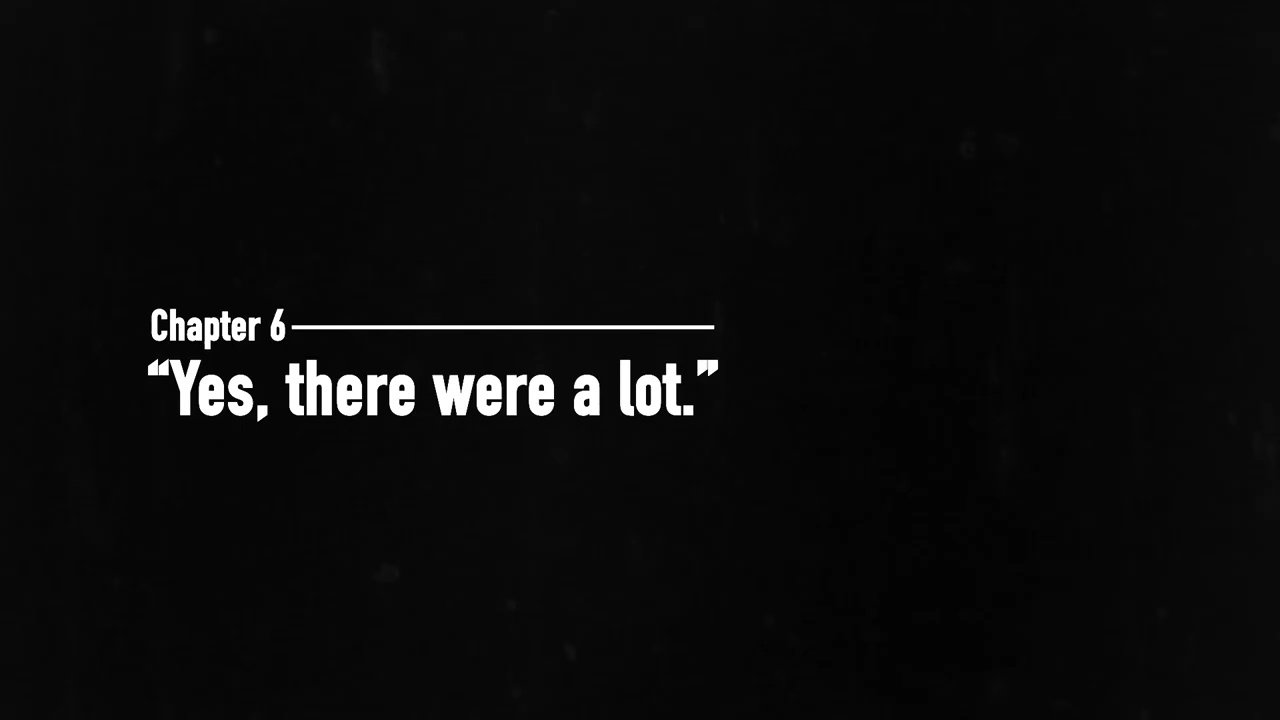 Chapter 6
“Yes, there were a lot.”